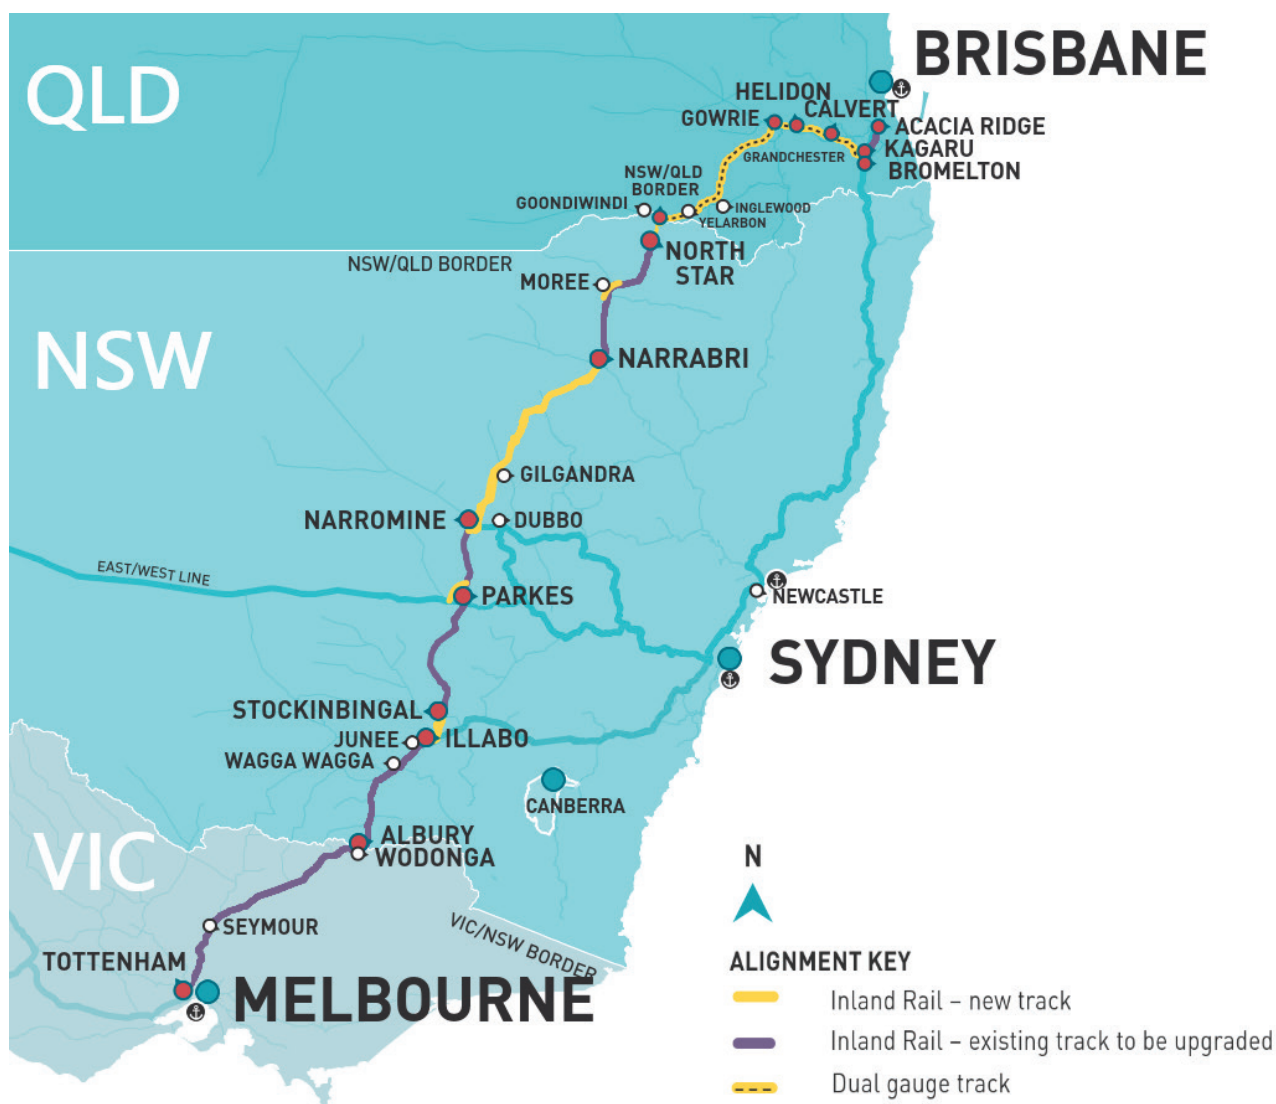 QLD
BRISBANE
HELIDON
GOWRIE
CALVERT
ACACIA RIDGE
KAGARU
BROMELTON
GRANDCHESTER
NSW/QLD
BORDER
GOONDIWINDI
INGLEWOOD
YELARBON
NORTH
STAR
NSW/QLD BORDER
MOREE
NSW
NARRABRI
GILGANDRA
NARROMINE
DUBBO
EAST/WEST LINE
PARKES
NEWCASTLE
SYDNEY
STOCKINBINGAL
JUNEE
ILLABO
WAGGA WAGGA
CANBERRA
VIC
ALBURY
WODONGA
SEYMOUR
VIC/NSW BORDER
TOTTENHAM
MELBOURNE
N
ALIGNMENT KEY
Inland Rail – new track
Inland Rail – existing track to be upgraded
Dual gauge track